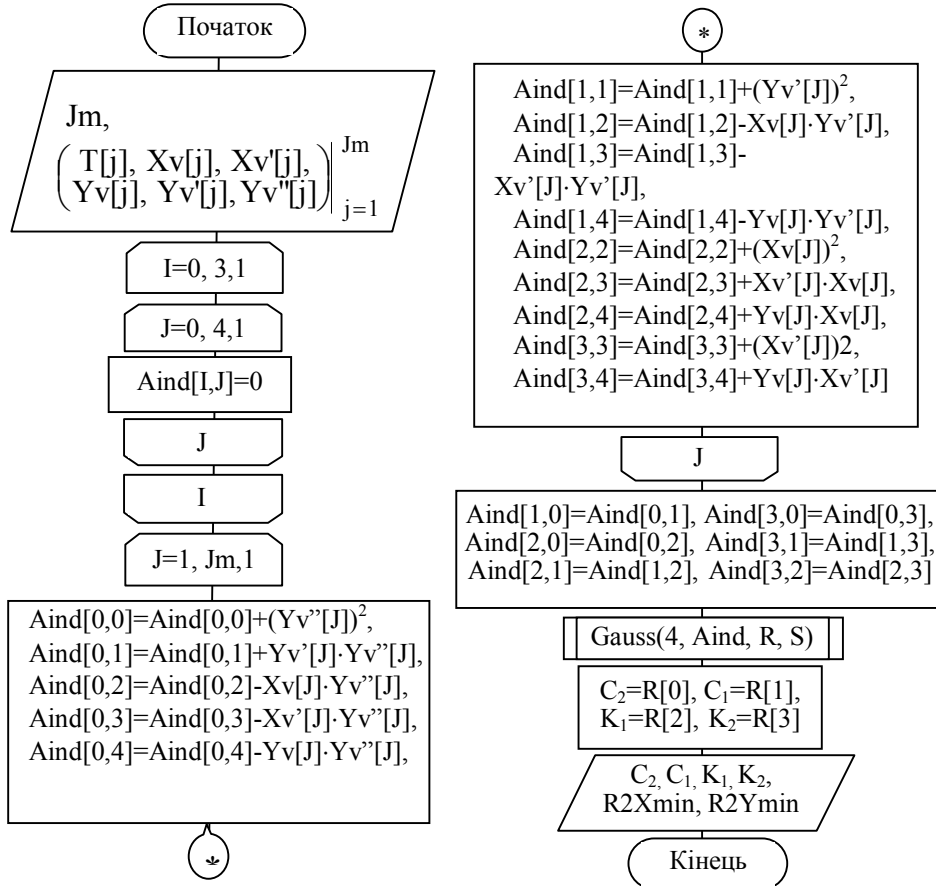 Початок
Jm,
(T[j], Xv[j], Xv'[j],
Yv[j], Yv'[j],Yv''[j])| Jm j=1
I=0, 3,1
J=0, 4,1
Aind[I,J]=0
J
I
J=1, Jm,1
Aind[0,0]=Aind[0,0]+(Yv”[J])²,
Aind[0,1]=Aind[0,1]+Yv’[J]·Yv”[J],
Aind[0,2]=Aind[0,2]-Xv[J]·Yv”[J],
Aind[0,3]=Aind[0,3]-Xv’[J]·Yv”[J],
Aind[0,4]=Aind[0,4]-Yv[J]·Yv”[J],
*
*
Aind[1,1]=Aind[1,1]+(Yv’[J])²,
Aind[1,2]=Aind[1,2]-Xv[J]·Yv’[J],
Aind[1,3]=Aind[1,3]-
Xv’[J]·Yv’[J],
Aind[1,4]=Aind[1,4]-Yv[J]·Yv’[J],
Aind[2,2]=Aind[2,2]+(Xv[J])²,
Aind[2,3]=Aind[2,3]+Xv’[J]·Xv[J],
Aind[2,4]=Aind[2,4]+Yv[J]·Xv[J],
Aind[3,3]=Aind[3,3]+(Xv’[J])2,
Aind[3,4]=Aind[3,4]+Yv[J]·Xv’[J]
J
Aind[1,0]=Aind[0,1], Aind[3,0]=Aind[0,3],
Aind[2,0]=Aind[0,2], Aind[3,1]=Aind[1,3],
Aind[2,1]=Aind[1,2], Aind[3,2]=Aind[2,3]
Gauss(4, Aind, R, S)
C₂=R[0], C₁=R[1],
K₁=R[2], K₂=R[3]
C₂, C₁, K₁, K₂,
R2Xmin, R2Ymin
Кінець